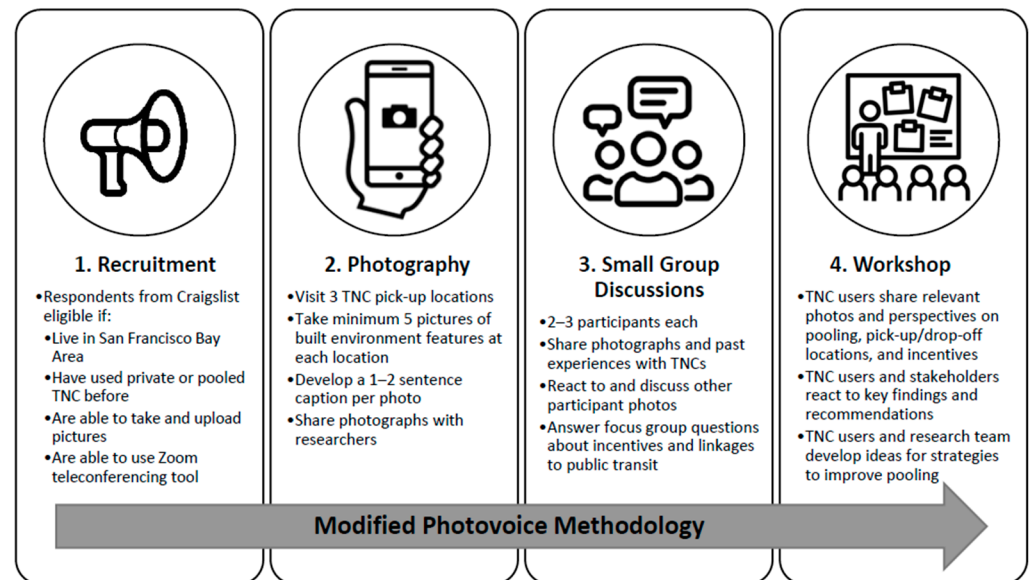 1. Recruitment
•Respondents from Craigslist
eligible if:
•Live in San Francisco Bay
Area
•Have used private or pooled
TNC before
•Are able to take and upload
pictures
•Are able to use Zoom
teleconferencing tool
2. Photography
•Visit 3 TNC pick-up locations
•Take minimum 5 pictures of
built environment features at
each location
•Develop a 1–2 sentence
caption per photo
•Share photographs with
researchers
3. Small Group
Discussions
•2–3 participants each
•Share photographs and past
experiences with TNCs
•React to and discuss other
participant photos
•Answer focus group questions
about incentives and linkages
to public transit
4. Workshop
•TNC users share relevant
photos and perspectives on
pooling, pick-up/drop-off
locations, and incentives
•TNC users and stakeholders
react to key findings and
recommendations
•TNC users and research team
develop ideas for strategies
to improve pooling
Modified Photovoice Methodology